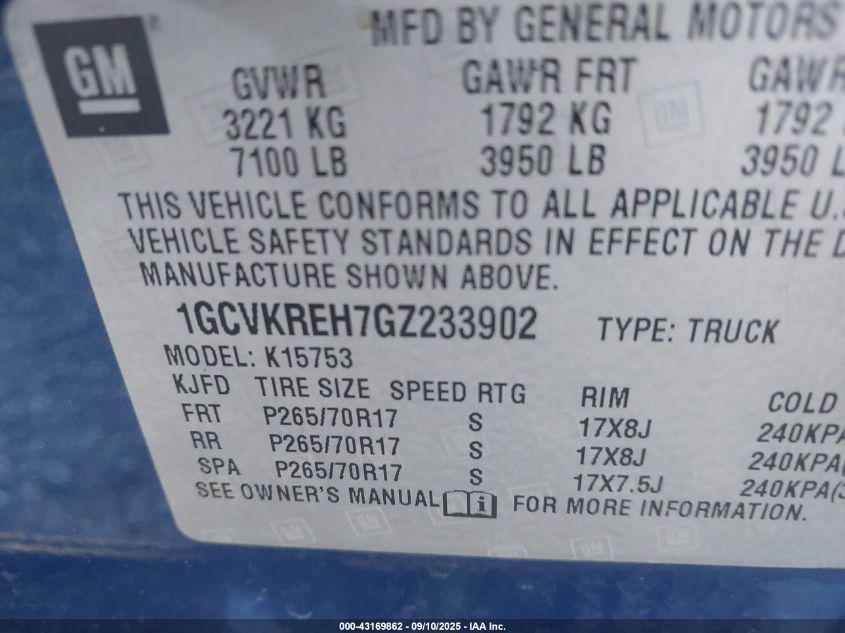 MFD BY GENERAL MOTORS
GM ®
GVWR GAWR FRT GAWR
3221 KG 1792 KG 1792
7100 LB 3950 LB 3950 L
THIS VEHICLE CONFORMS TO ALL APPLICABLE U.S
VEHICLE SAFETY STANDARDS IN EFFECT ON THE D
MANUFACTURE SHOWN ABOVE.
1GCVKREH7GZ233902 TYPE: TRUCK
MODEL: K15753
KJFD TIRE SIZE SPEED RTG RIM COLD
FRT P265/70R17 S 17X8J 240KPA
RR P265/70R17 S 17X8J 240KPA(
SPA P265/70R17 S 17X7.5J 240KPA(3
SEE OWNER'S MANUAL i FOR MORE INFORMATION.
000-43169862 - 09/10/2025 - IAA Inc.